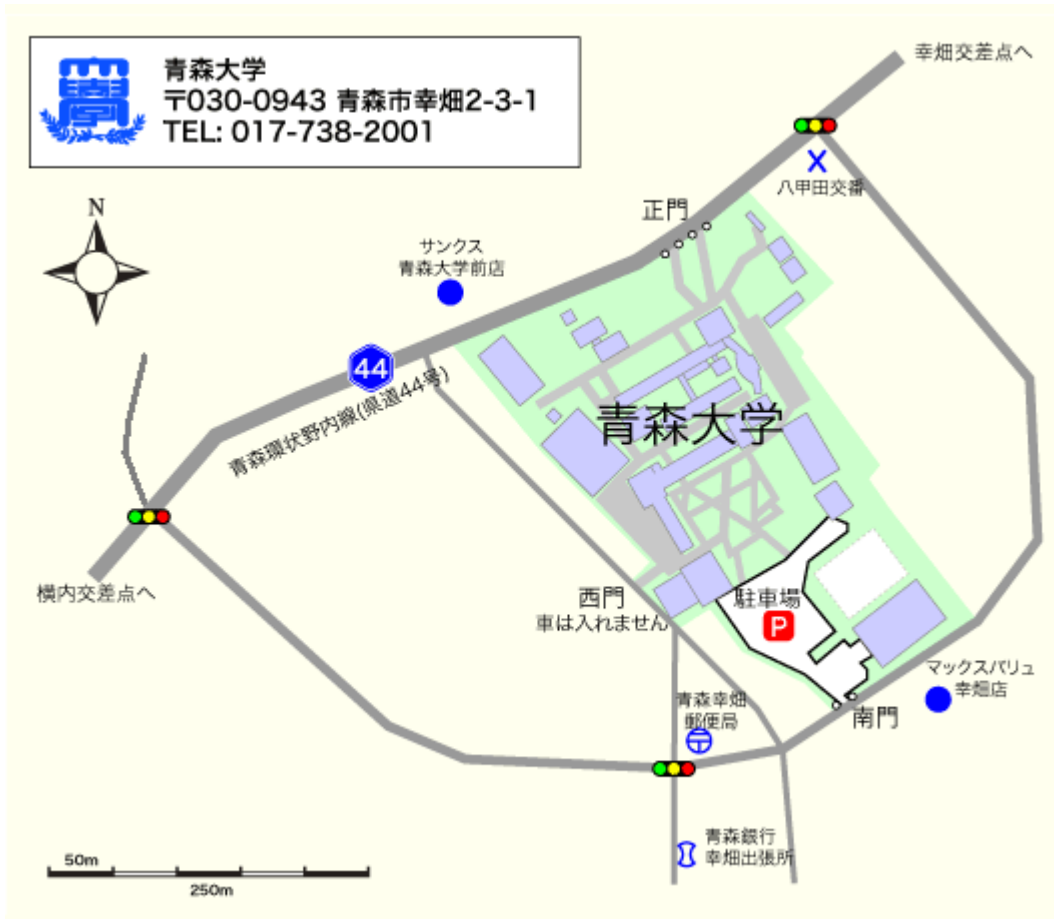 青森大学
〒030-0943 青森市幸畑2-3-1
TEL: 017-738-2001
幸畑交差点へ
八甲田交番
正門
N
サンクス
青森大学前店
44
青森環状野内線(県道44号)
青森大学
横内交差点へ
西門
車は入れません
駐車場
P
マックスバリュ
幸畑店
南門
青森幸畑
郵便局
青森銀行
幸畑出張所
50m
250m